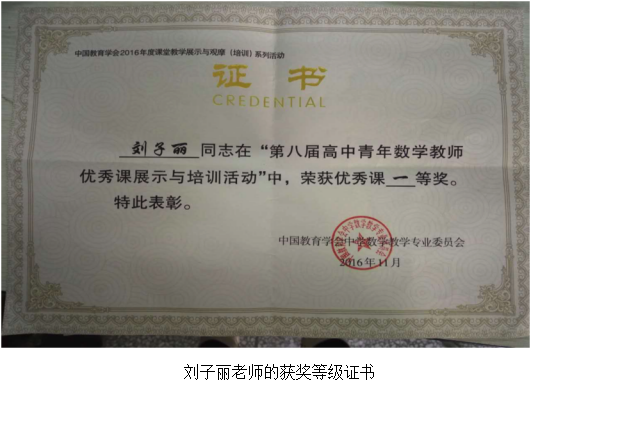 中国教育学会2016年度课堂教学展示与观摩（培训）系列活动
证书
CREDENTIAL
刘子丽 同志在“第八届高中青年数学教师
优秀课展示与培训活动”中，荣获优秀课 一 等奖。
特此表彰。
中国教育学会中学数学教学专业委员会
2016年11月
刘子丽老师的获奖等级证书